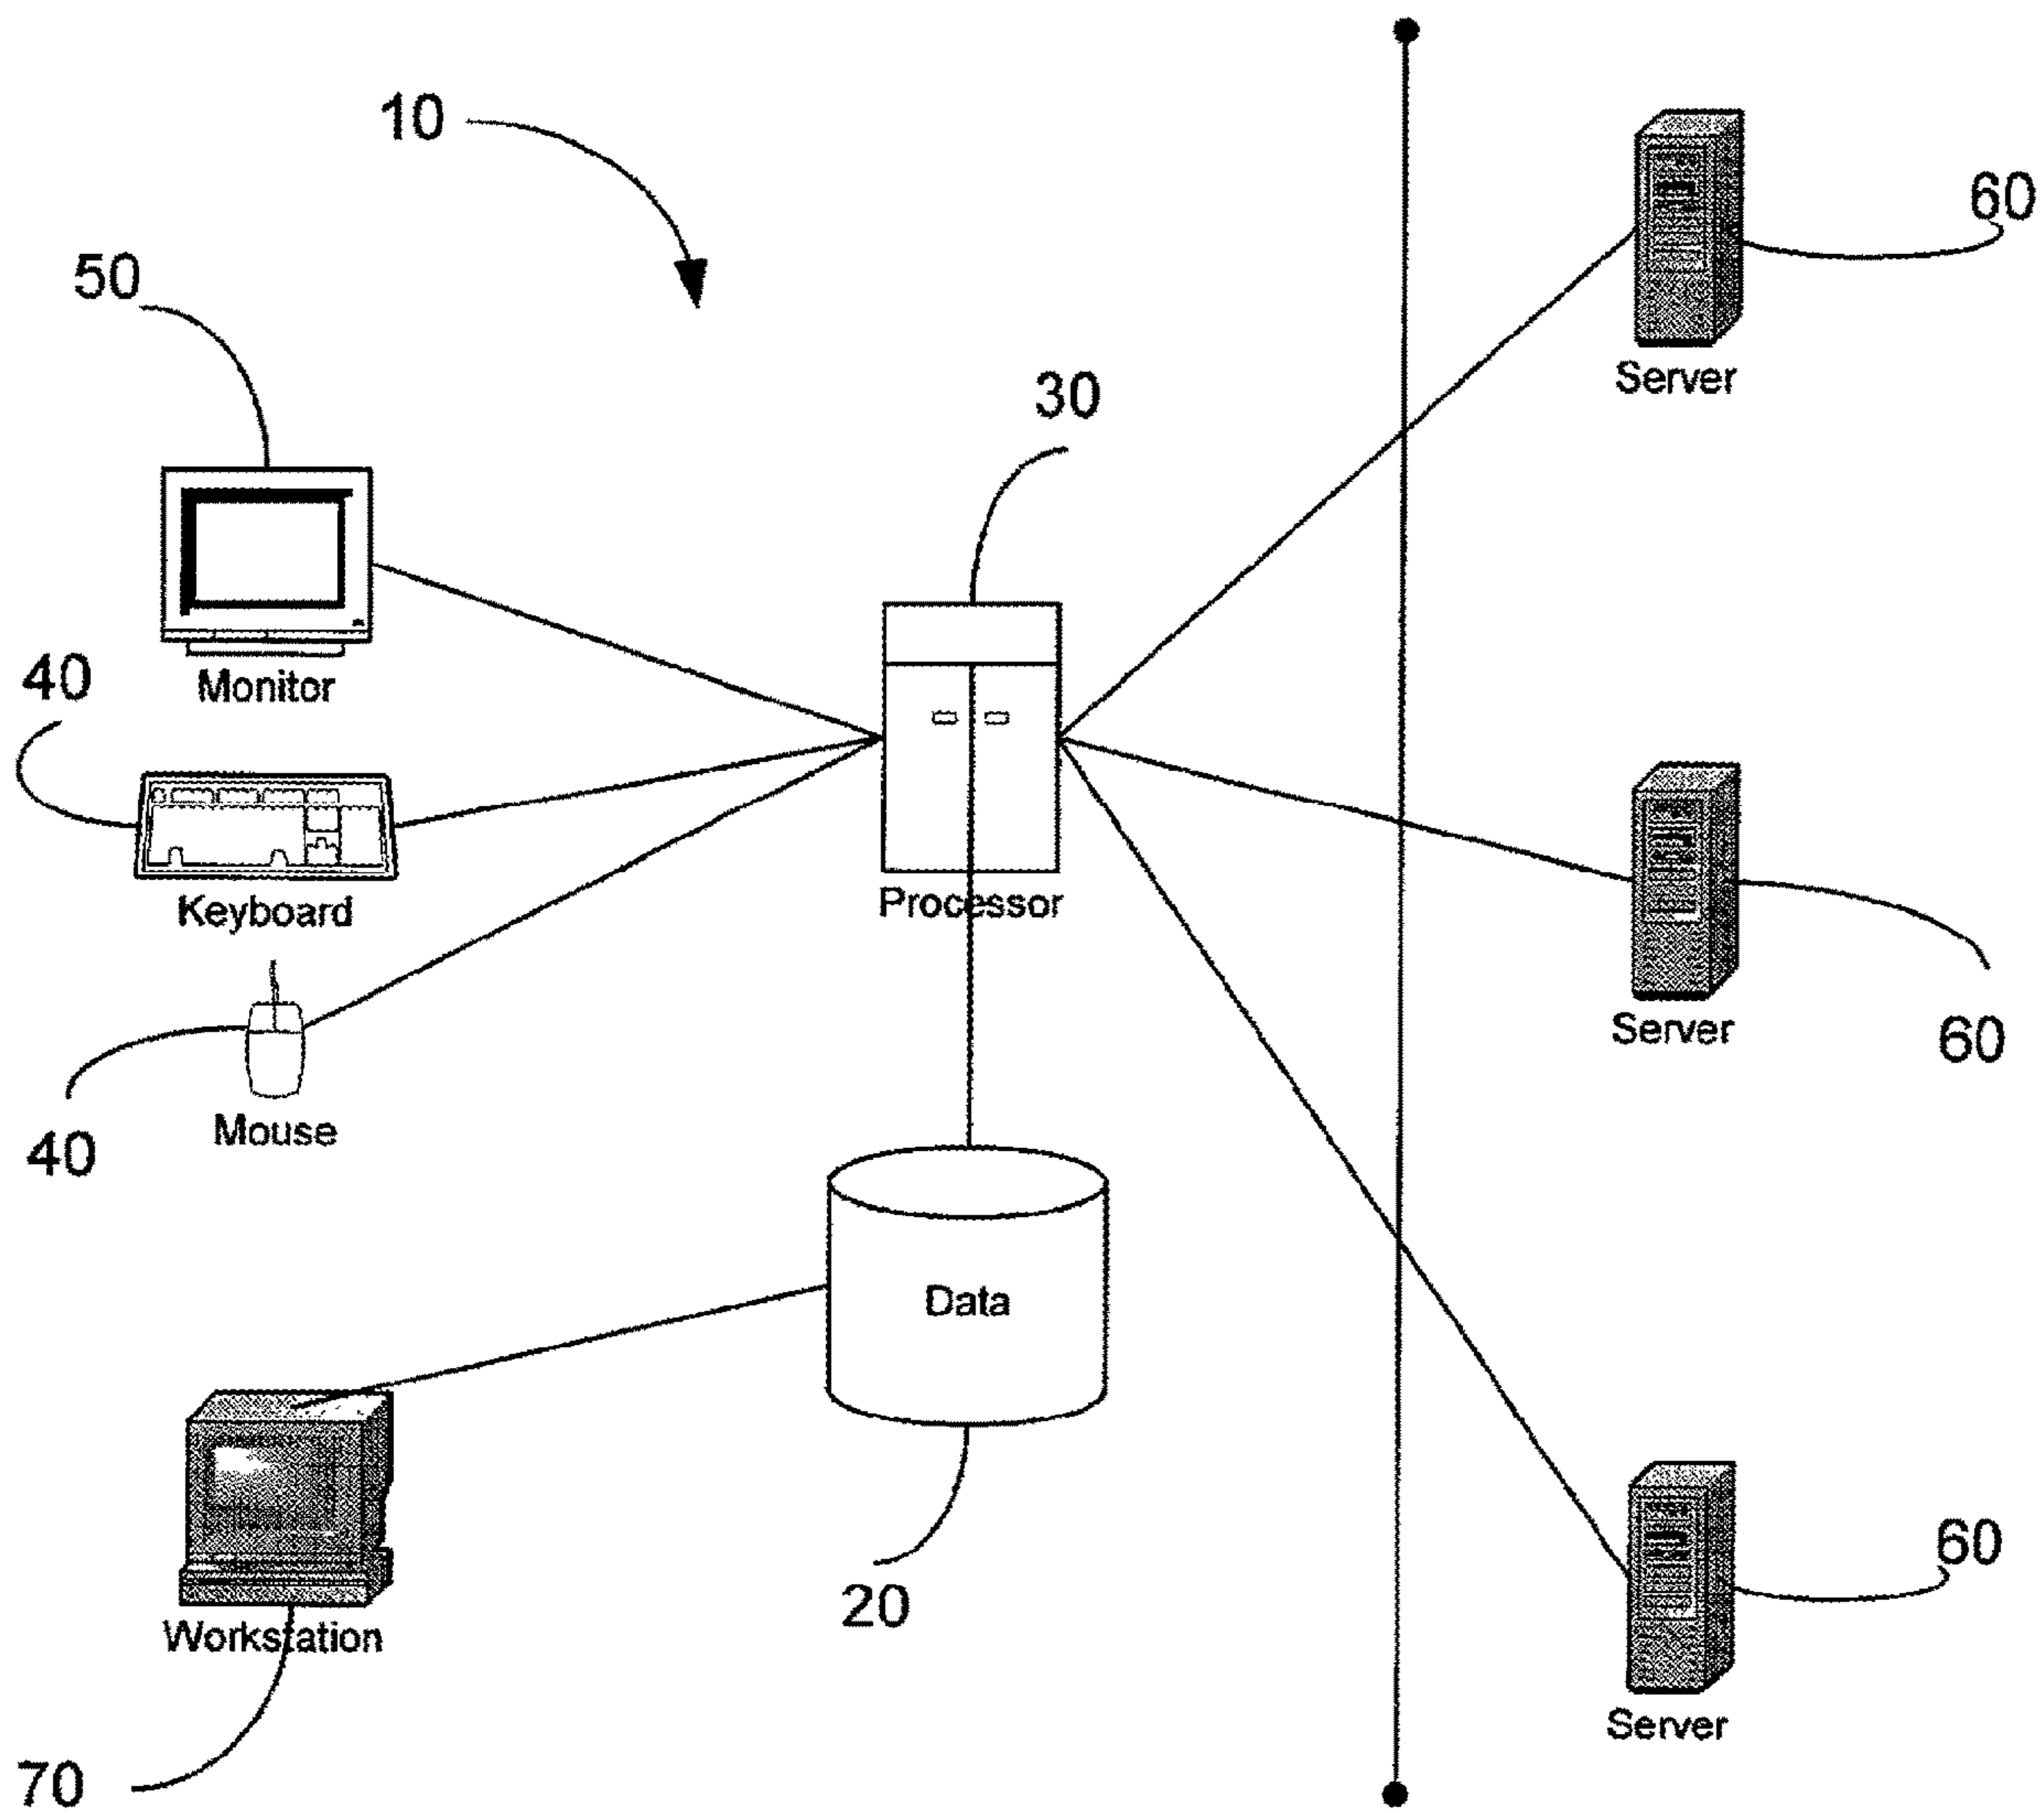 10
60
50
Server
30
40
Monitor
Keyboard
Processor
Server
60
40
Mouse
Data
60
20
Workstation
Server
70